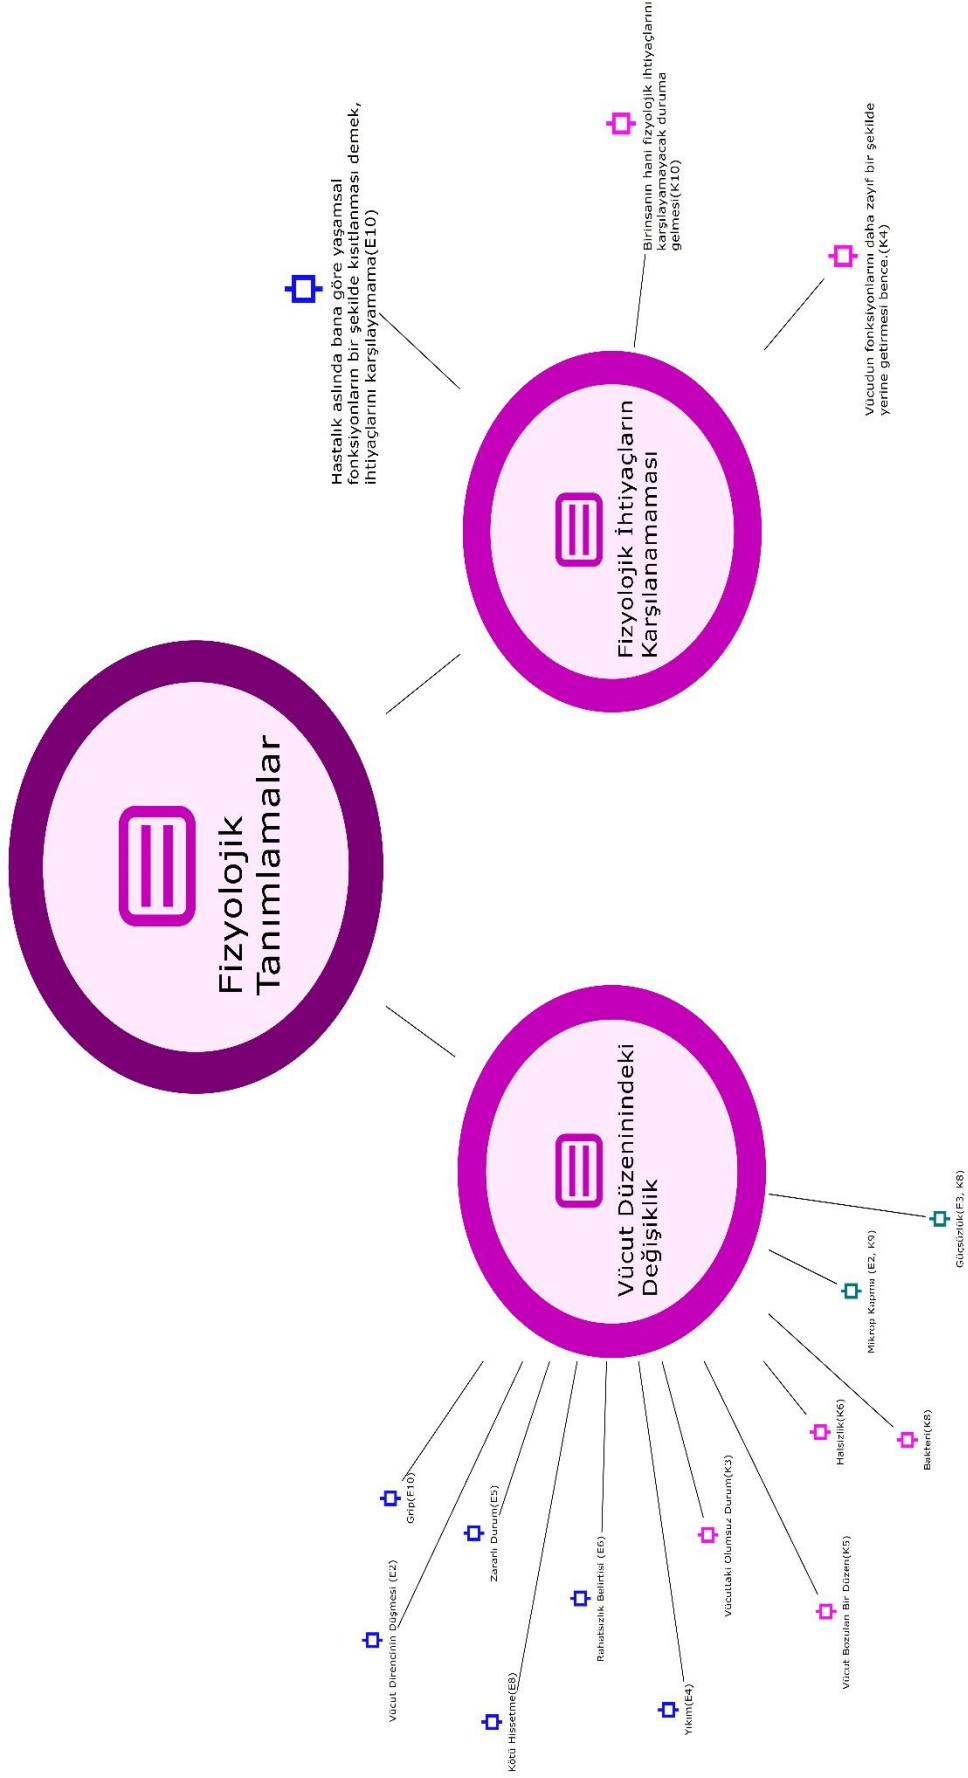 Fizyolojik
Tanımlamalar
Vücut Düzeninindeki
Değişiklik
Fizyolojik İhtiyaçların
Karşılanamaması
Kötü Hissetme(E8)
Vücut Direncinin Düşmesi (E2)
Zararlı Durum(E5)
Grip(E10)
Yıkım(E4)
Rahatsızlık Belirtisi (E6)
Vücuttaki Olumsuz Durum(K3)
Vücut Bozulan Bir Düzen(K5)
Halsizlik(K6)
Bakteri(K8)
Mikrop Kapma (E2, K9)
Güçsüzlük(E3, K8)
Hastalık aslında bana göre yaşamsal
fonksiyonların bir şekilde kısıtlanması demek,
ihtiyaçlarını karşılayamama(E10)
Birinsanın hani fizyolojik ihtiyaçlarını
karşılayamayacak duruma
gelmesi(K10)
Vücudun fonksiyonlarını daha zayıf bir şekilde
yerine getirmesi bence.(K4)